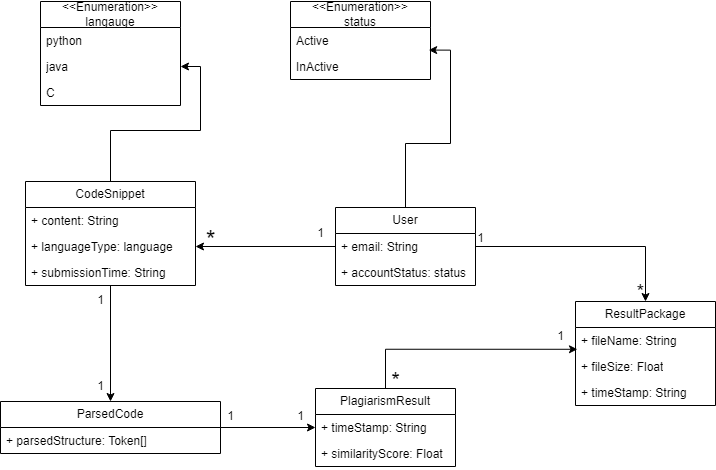 <<Enumeration>>
langauge
python
java
C
<<Enumeration>>
status
Active
InActive
CodeSnippet
+ content: String
+ languageType: language
+ submissionTime: String
*
1
User
+ email: String
+ accountStatus: status
1
*
1
1
ResultPackage
+ fileName: String
+ fileSize: Float
+ timeStamp: String
1
*
ParsedCode
+ parsedStructure: Token[]
1
1
PlagiarismResult
+ timeStamp: String
+ similarityScore: Float